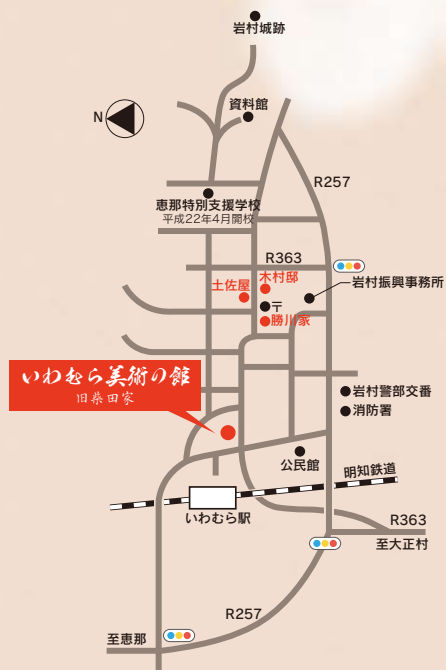 岩村城跡
資料館
N
恵那特別支援学校
平成22年4月開校
R257
R363
岩村振興事務所
木村邸
土佐屋
〒
勝川家
いわむら美術の館
旧柴田家
岩村警部交番
消防署
公民館
明知鉄道
いわむら駅
R363
至大正村
R257
至恵那